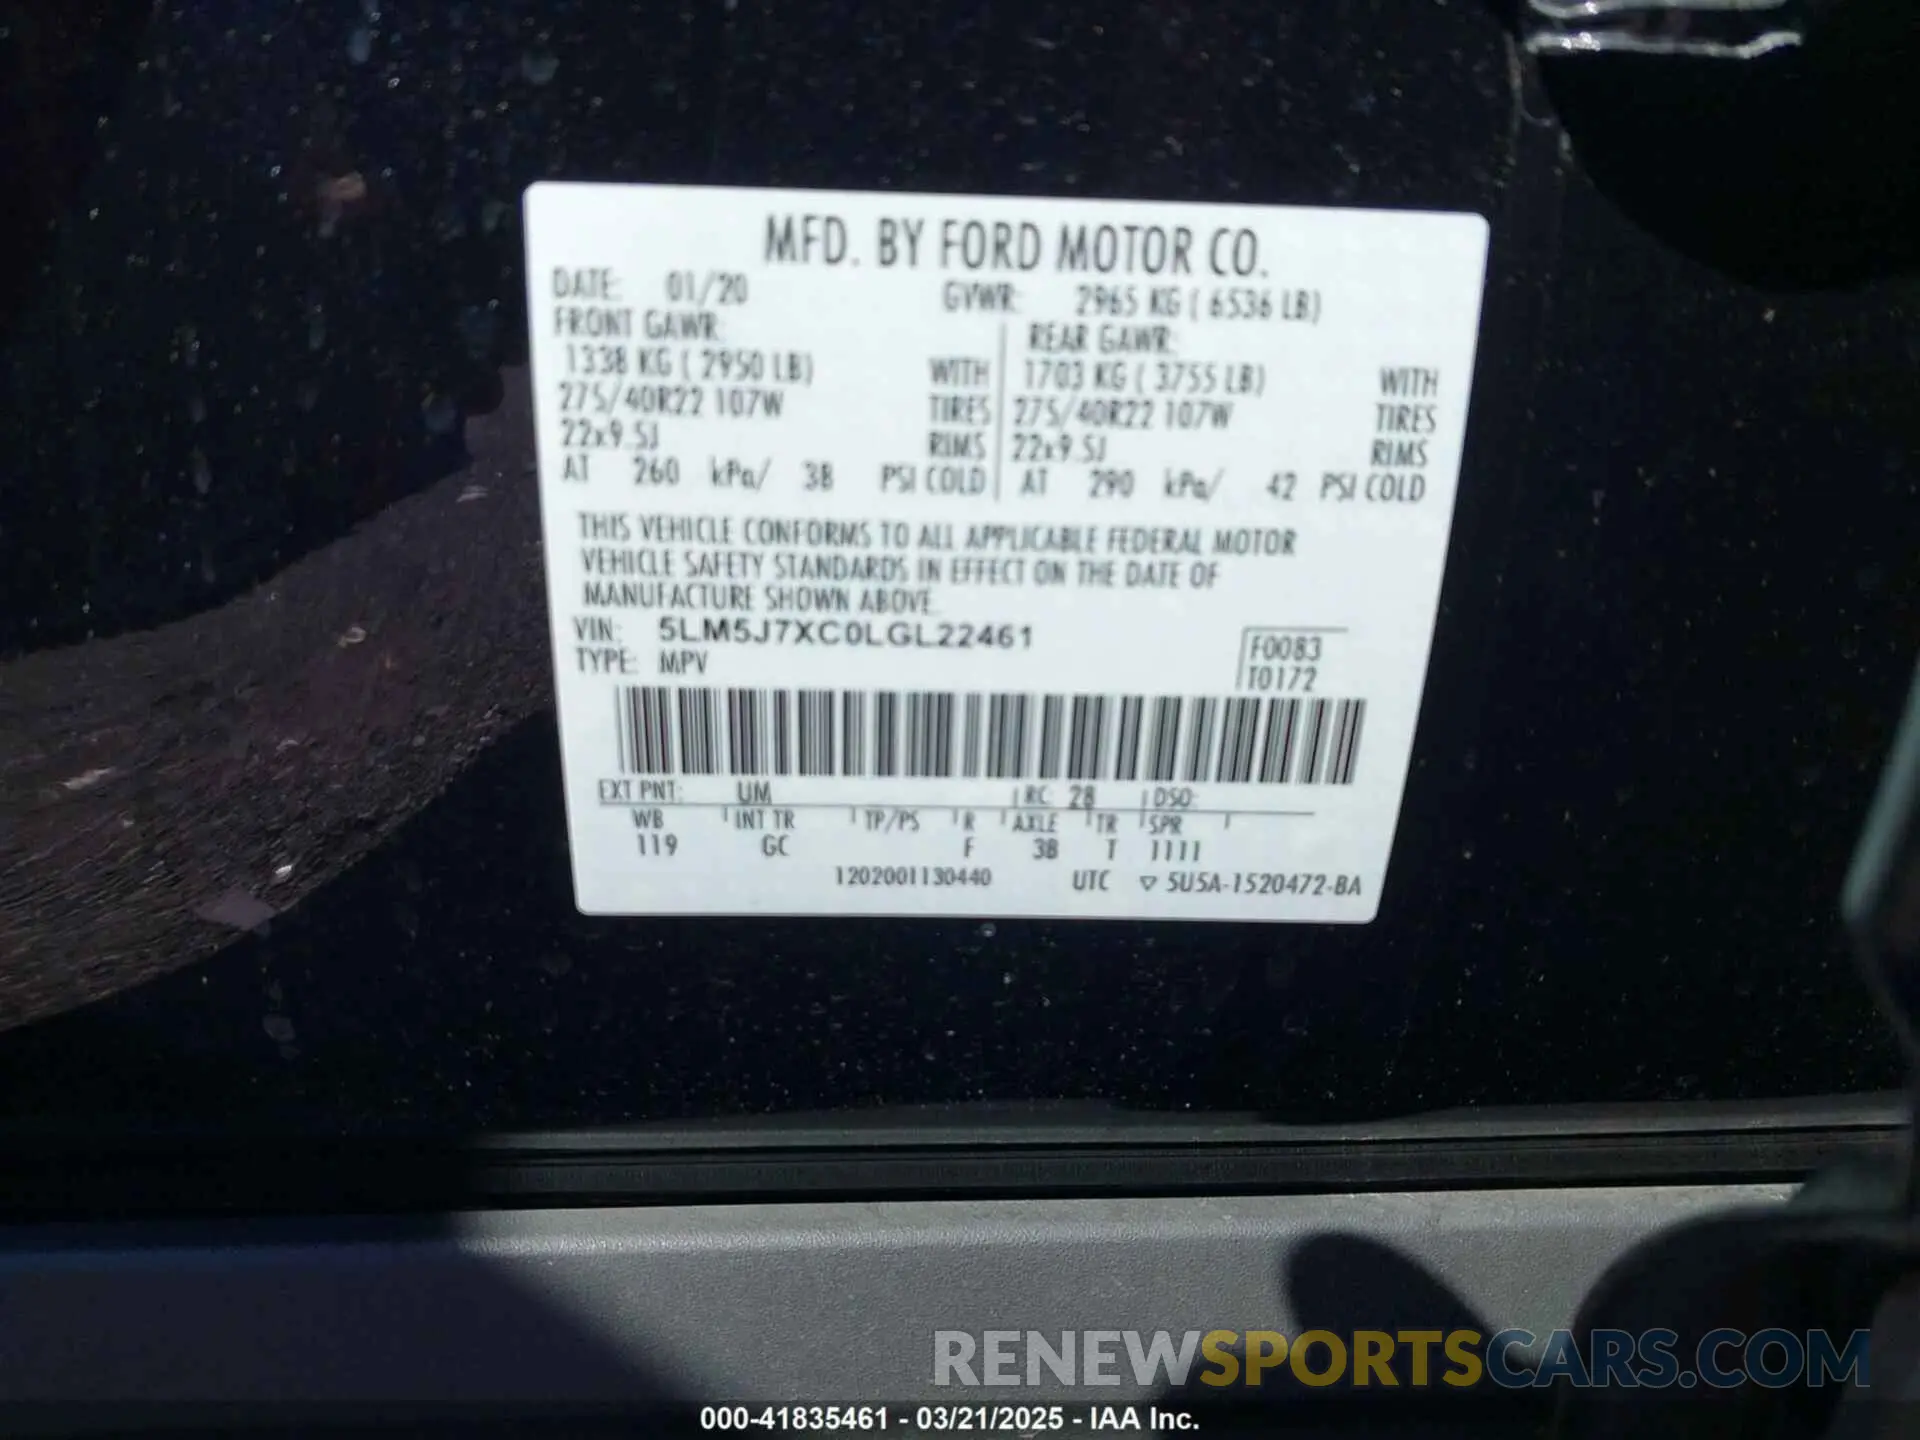 MFD. BY FORD MOTOR CO.
DATE: 01/20 GVWR: 2965 KG ( 6536 LB)
FRONT GAWR: REAR GAWR:
1338 KG ( 2950 LB) WITH 1703 KG ( 3755 LB) WITH
275/40R22 107W TIRES 275/40R22 107W TIRES
22x9.5J RIMS 22x9.5J RIMS
AT 260 kPa/ 38 PSI COLD AT 290 kPa/ 42 PSI COLD
THIS VEHICLE CONFORMS TO ALL APPLICABLE FEDERAL MOTOR
VEHICLE SAFETY STANDARDS IN EFFECT ON THE DATE OF
MANUFACTURE SHOWN ABOVE.
VIN: 5LM5J7XC0LGL22461
TYPE: MPV
F0083
T0172
EXT PNT: UM RC: 28 DSO:
WB INT TR TP/PS R AXLE TR SPR
119 GC F 3B T 1111
1202001130440 UTC ▽ 5U5A-1520472-BA
RENEWSPORTSCARS.COM
000-41835461 - 03/21/2025 - IAA Inc.